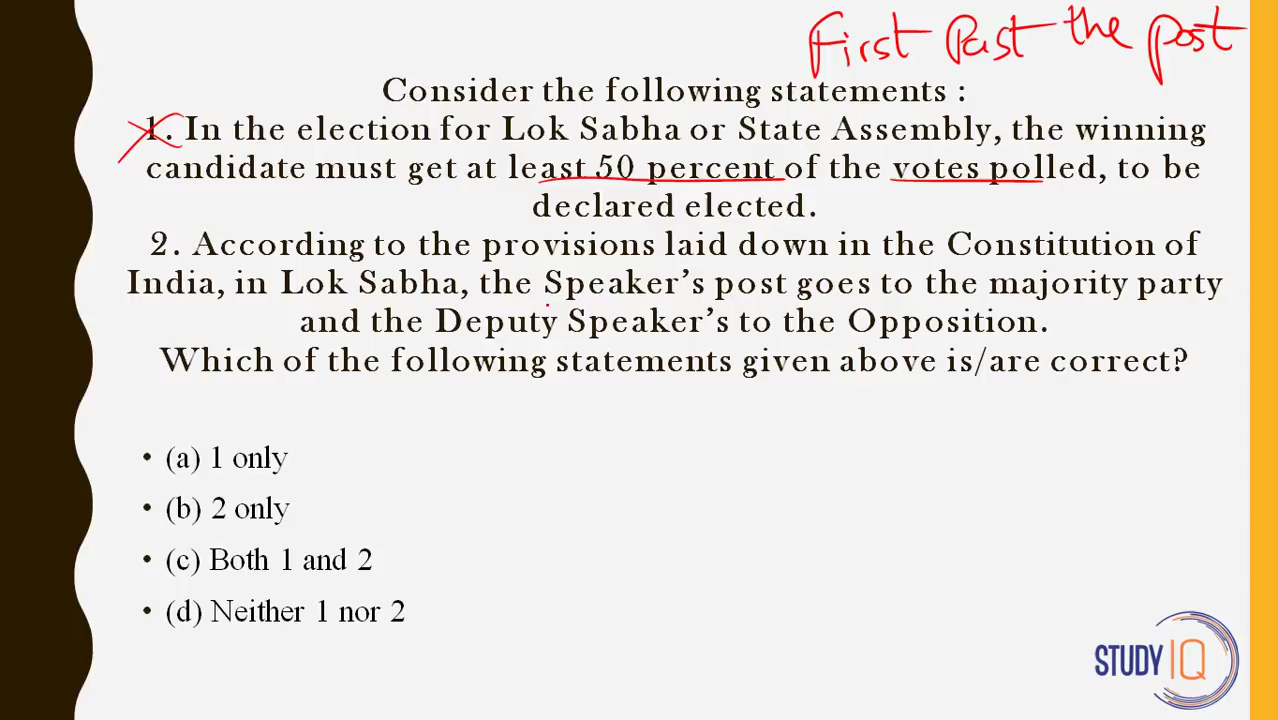 First Past the post
Consider the following statements :
1. In the election for Lok Sabha or State Assembly, the winning
candidate must get at least 50 percent of the votes polled, to be
declared elected.
2. According to the provisions laid down in the Constitution of
India, in Lok Sabha, the Speaker's post goes to the majority party
and the Deputy Speaker's to the Opposition.
Which of the following statements given above is/are correct?
• (a) 1 only
• (b) 2 only
• (c) Both 1 and 2
• (d) Neither 1 nor 2
STUDY IQ